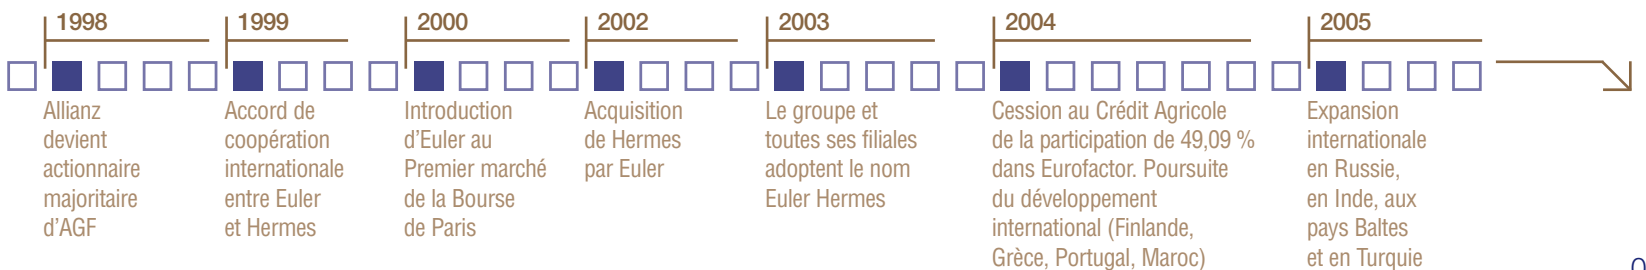 1998
Allianz
devient
actionnaire
majoritaire
d'AGF
1999
Accord de
coopération
internationale
entre Euler
et Hermes
2000
Introduction
d'Euler au
Premier marché
de la Bourse
de Paris
2002
Acquisition
de Hermes
par Euler
2003
Le groupe et
toutes ses filiales
adoptent le nom
Euler Hermes
2004
Cession au Crédit Agricole
de la participation de 49,09 %
dans Eurofactor. Poursuite
du développement
international (Finlande,
Grèce, Portugal, Maroc)
2005
Expansion
internationale
en Russie,
en Inde, aux
pays Baltes
et en Turquie